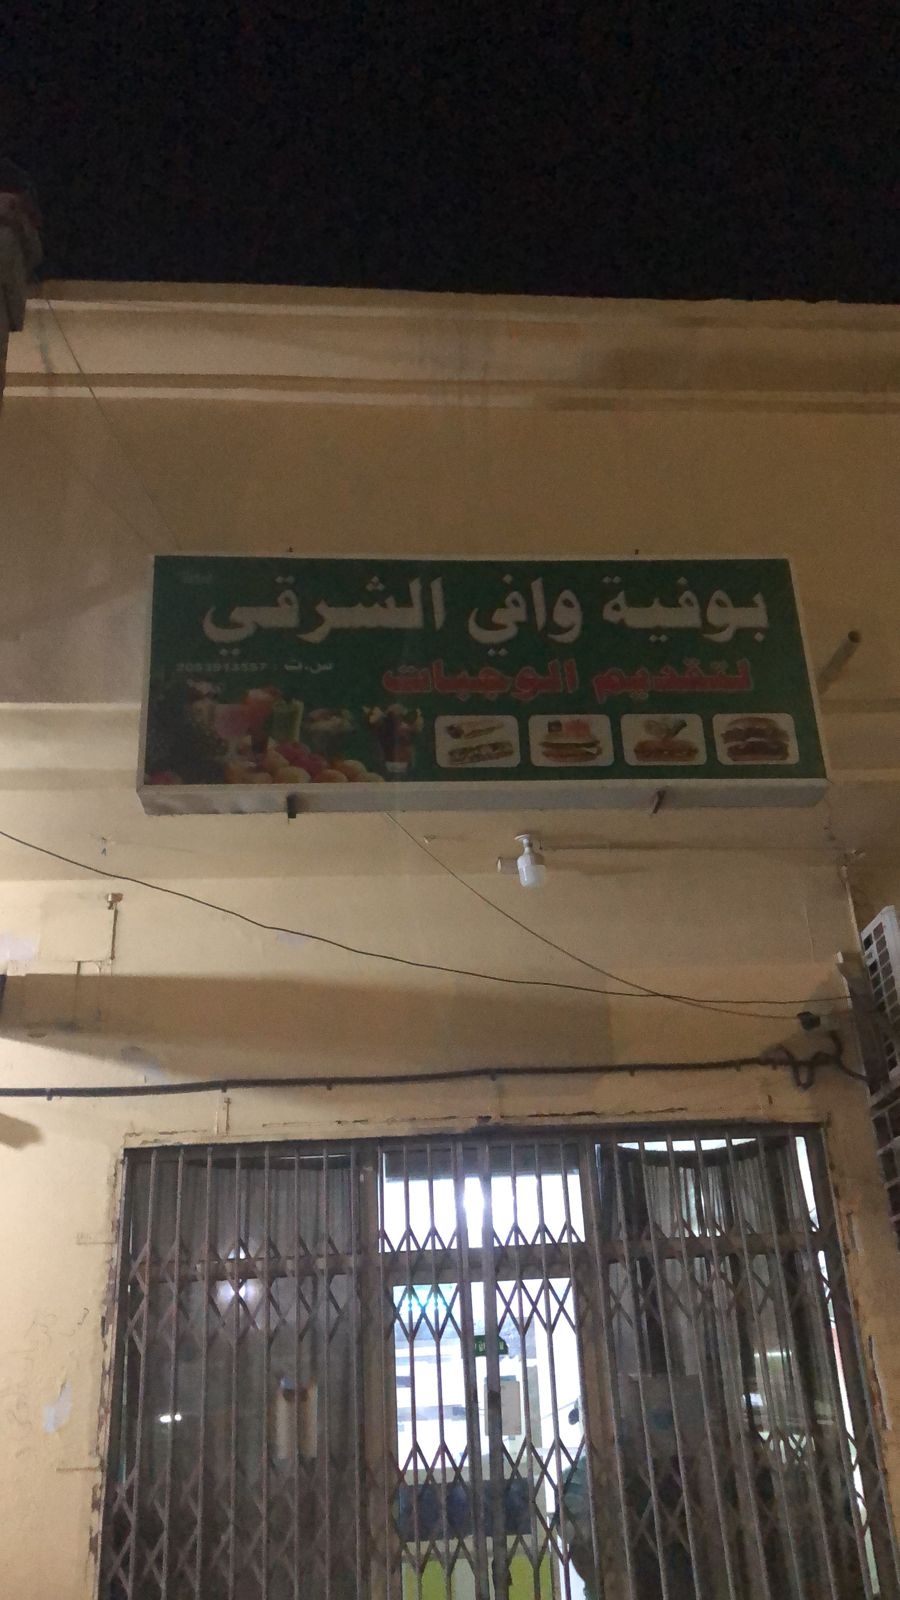 بوفية وافي الشرقي
لتقديم الوجبات
س.ت : 2053913557